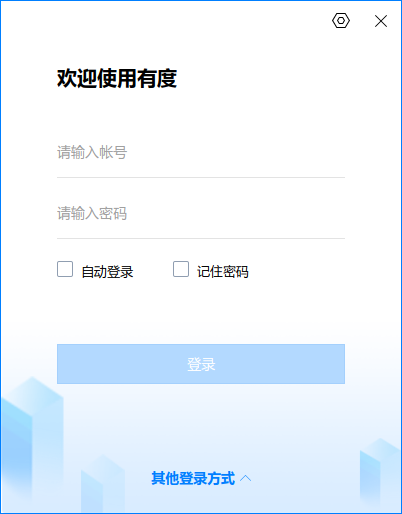 欢迎使用有度
请输入帐号
请输入密码
自动登录 记住密码
登录
其他登录方式